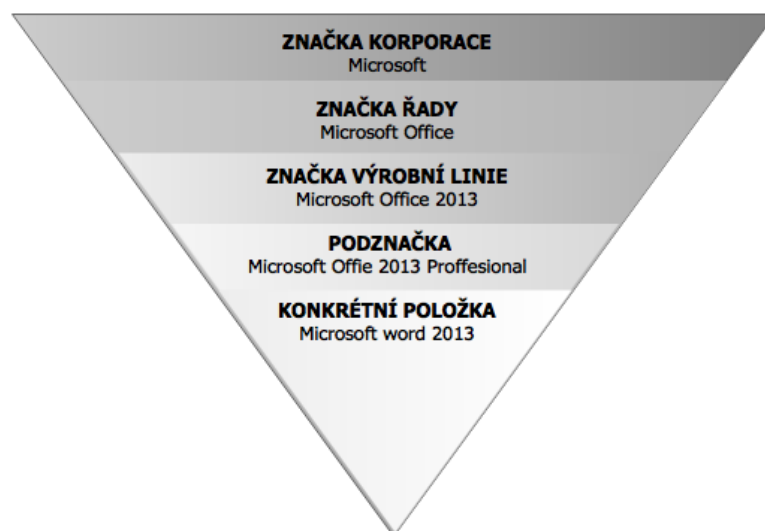 ZNAČKA KORPORACE
Microsoft
ZNAČKA ŘADY
Microsoft Office
ZNAČKA VÝROBNÍ LINIE
Microsoft Office 2013
PODZNAČKA
Microsoft Offie 2013 Proffesional
KONKRÉTNÍ POLOŽKA
Microsoft word 2013